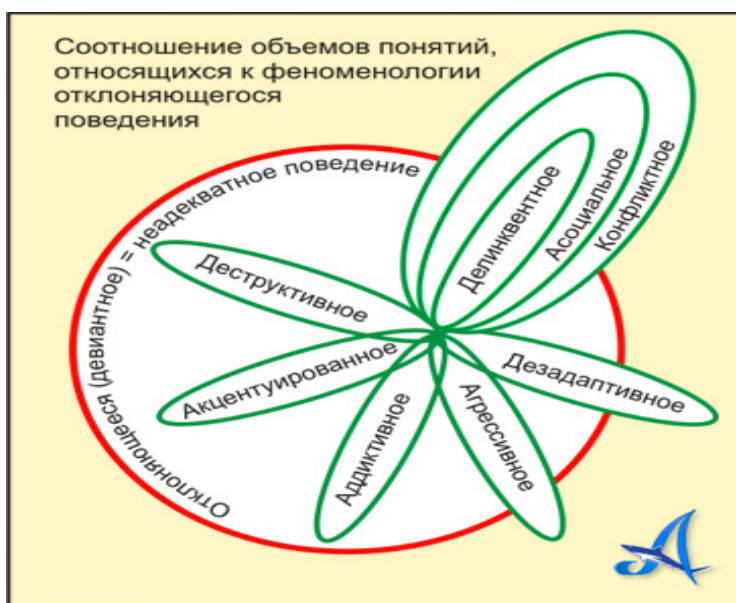 Соотношение объемов понятий,
относящихся к феноменологии
отклоняющегося
поведения
Отклоняющееся (девиантное) = неадекватное поведение
Делинквентное
Асоциальное
Конфликтное
Деструктивное
Акцентуированное
Аддиктивное
Агрессивное
Дезадаптивное